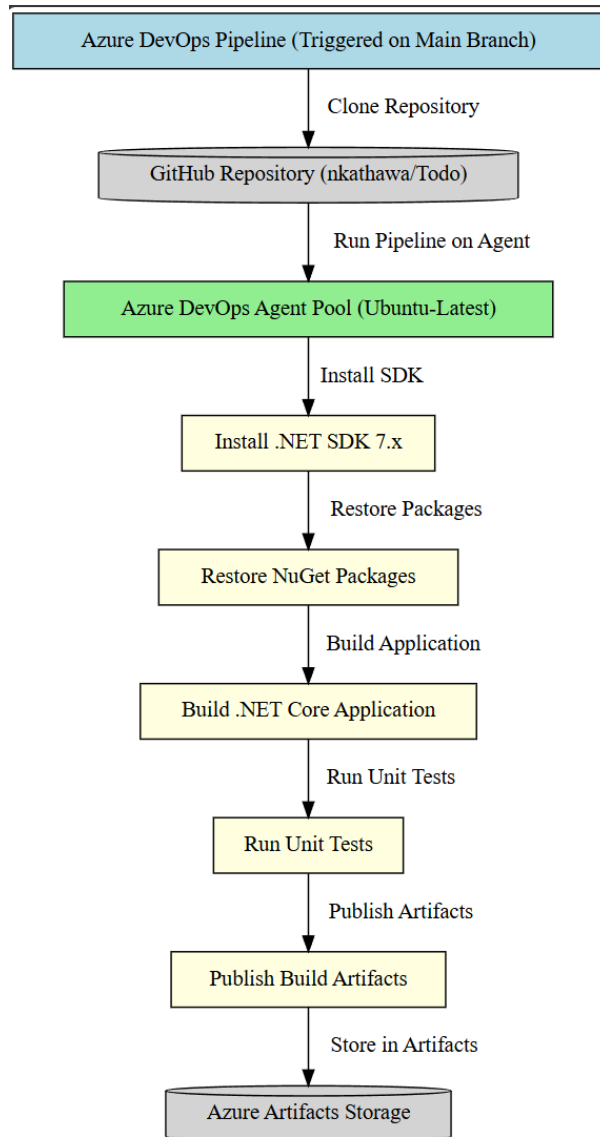 Azure DevOps Pipeline (Triggered on Main Branch)
Clone Repository
GitHub Repository (nkathawa/Todo)
Run Pipeline on Agent
Azure DevOps Agent Pool (Ubuntu-Latest)
Install SDK
Install .NET SDK 7.x
Restore Packages
Restore NuGet Packages
Build Application
Build .NET Core Application
Run Unit Tests
Run Unit Tests
Publish Artifacts
Publish Build Artifacts
Store in Artifacts
Azure Artifacts Storage